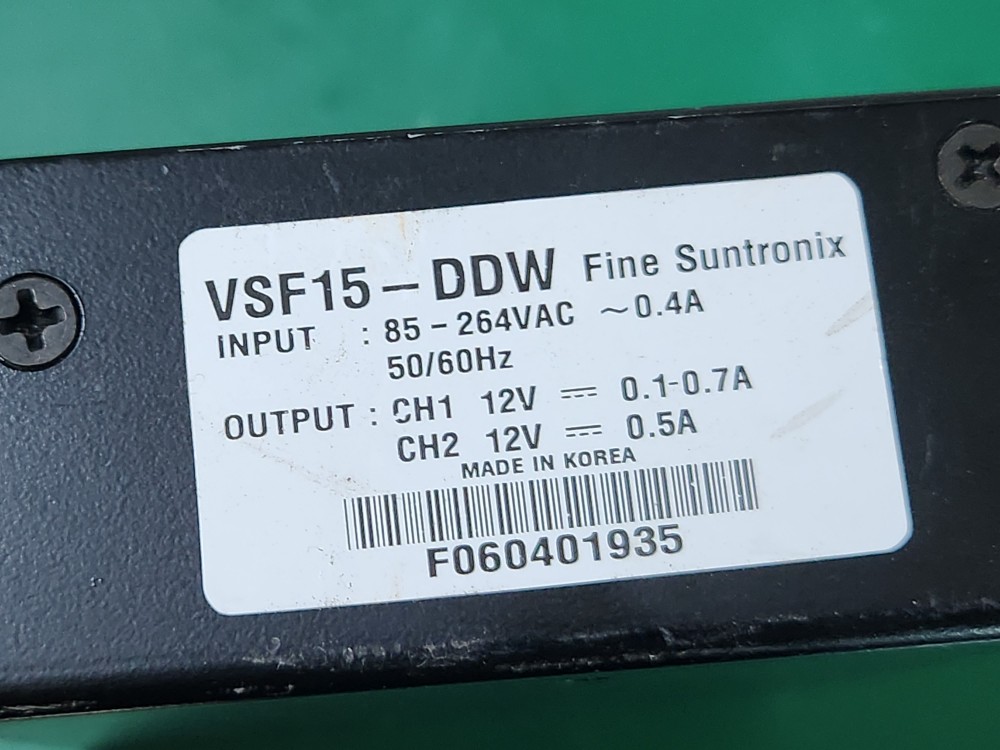 VSF15-DDW Fine Suntronix
INPUT : 85-264VAC ~0.4A
50/60Hz
OUTPUT : CH1 12V ⎓ 0.1-0.7A
CH2 12V ⎓ 0.5A
MADE IN KOREA
F060401935